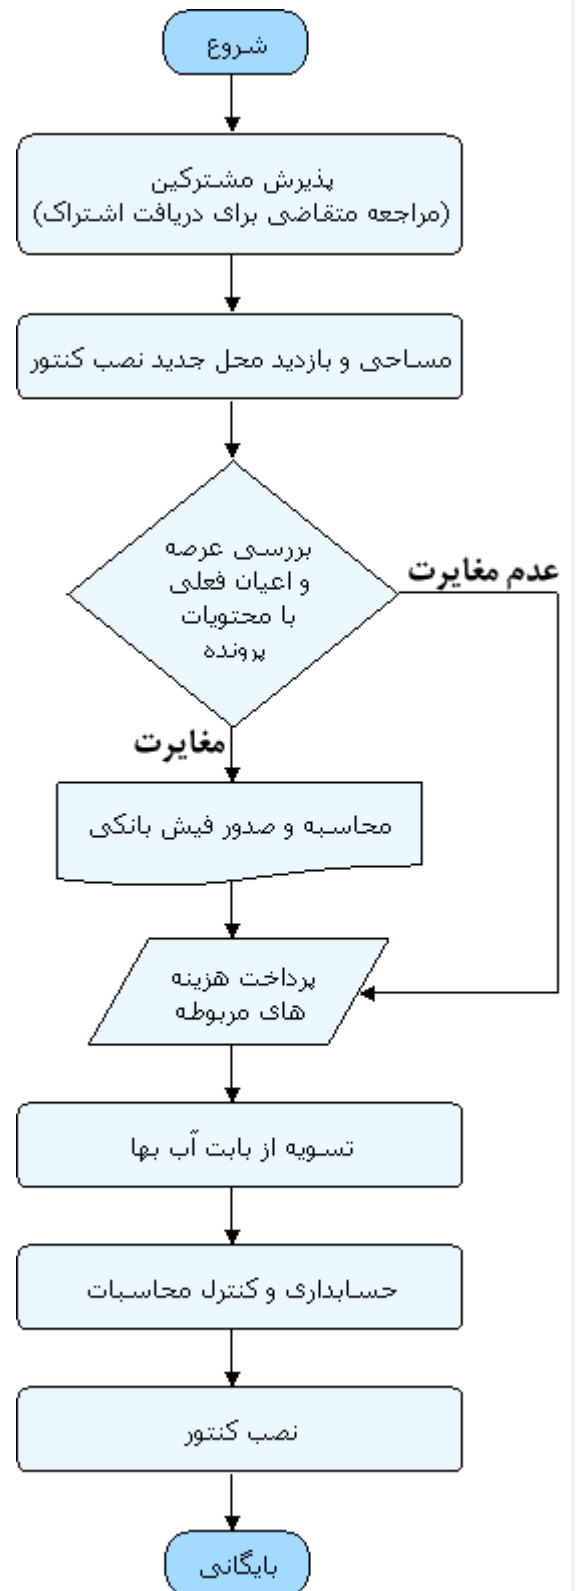 شروع
پذیرش مشترکین
(مراجعه متقاضی برای دریافت اشتراک)
مساحی و بازدید محل جدید نصب کنتور
بررسی عرصه
و اعیان فعلی
با محتویات
پرونده
عدم مغایرت
مغایرت
محاسبه و صدور فیش بانکی
پرداخت هزینه
های مربوطه
تسویه از بابت آب بها
حسابداری و کنترل محاسبات
نصب کنتور
بایگانی